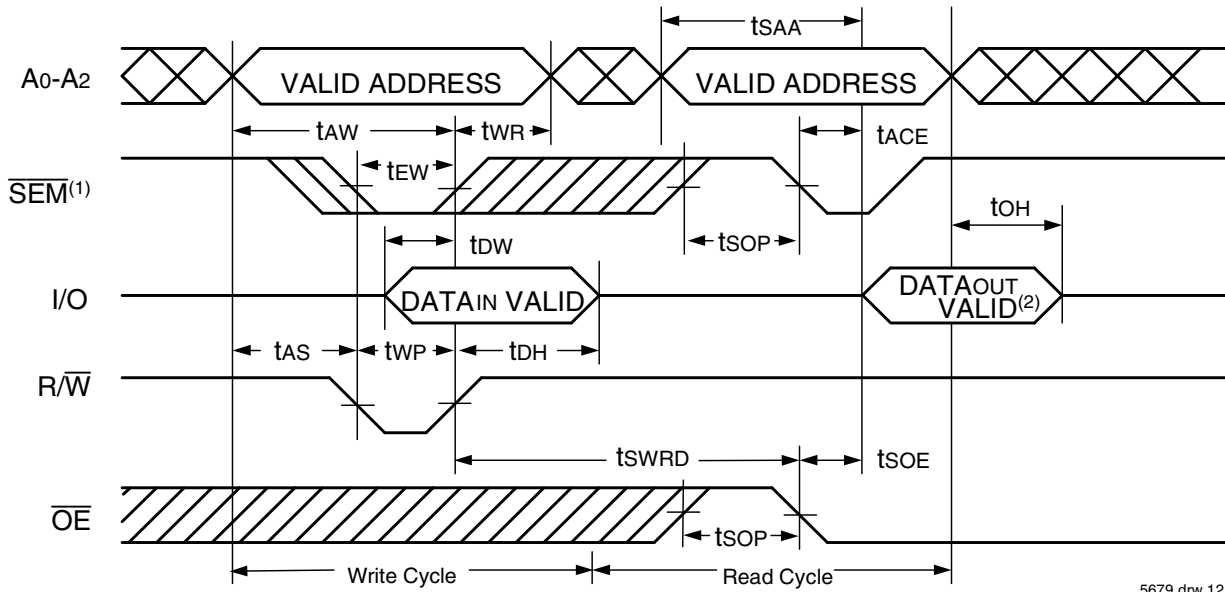 tSAA
A0-A2
VALID ADDRESS
VALID ADDRESS
tAW
tWR
tACE
tEW
SEM(1)
tSOP
tOH
tDW
I/O
DATAIN VALID
DATAOUT
VALID(2)
tAS
tWP
tDH
R/W
tSWRD
tSOE
OE
tSOP
Write Cycle
Read Cycle
5679 drw 12